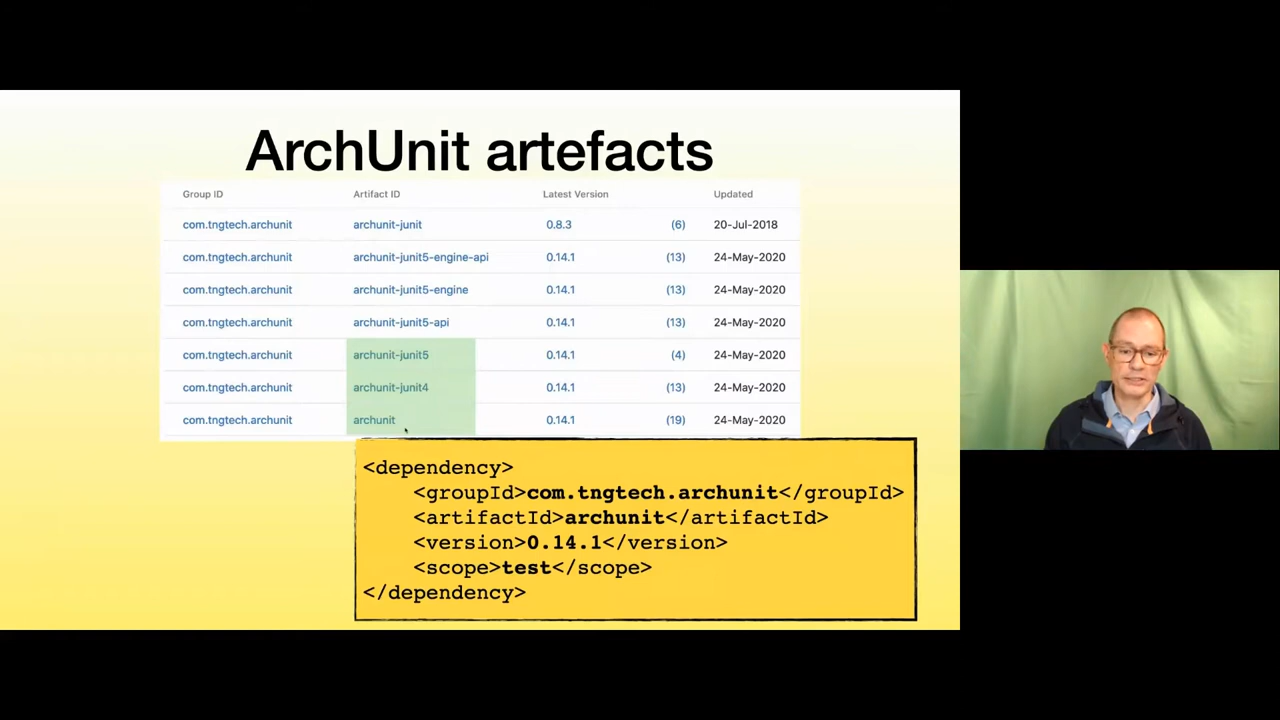 ArchUnit artefacts
Group ID Artifact ID Latest Version Updated
com.tngtech.archunit archunit-junit 0.8.3 (6) 20-Jul-2018
com.tngtech.archunit archunit-junit5-engine-api 0.14.1 (13) 24-May-2020
com.tngtech.archunit archunit-junit5-engine 0.14.1 (13) 24-May-2020
com.tngtech.archunit archunit-junit5-api 0.14.1 (13) 24-May-2020
com.tngtech.archunit archunit-junit5 0.14.1 (4) 24-May-2020
com.tngtech.archunit archunit-junit4 0.14.1 (13) 24-May-2020
com.tngtech.archunit archunit 0.14.1 (19) 24-May-2020
<dependency>
    <groupId>com.tngtech.archunit</groupId>
    <artifactId>archunit</artifactId>
    <version>0.14.1</version>
    <scope>test</scope>
</dependency>